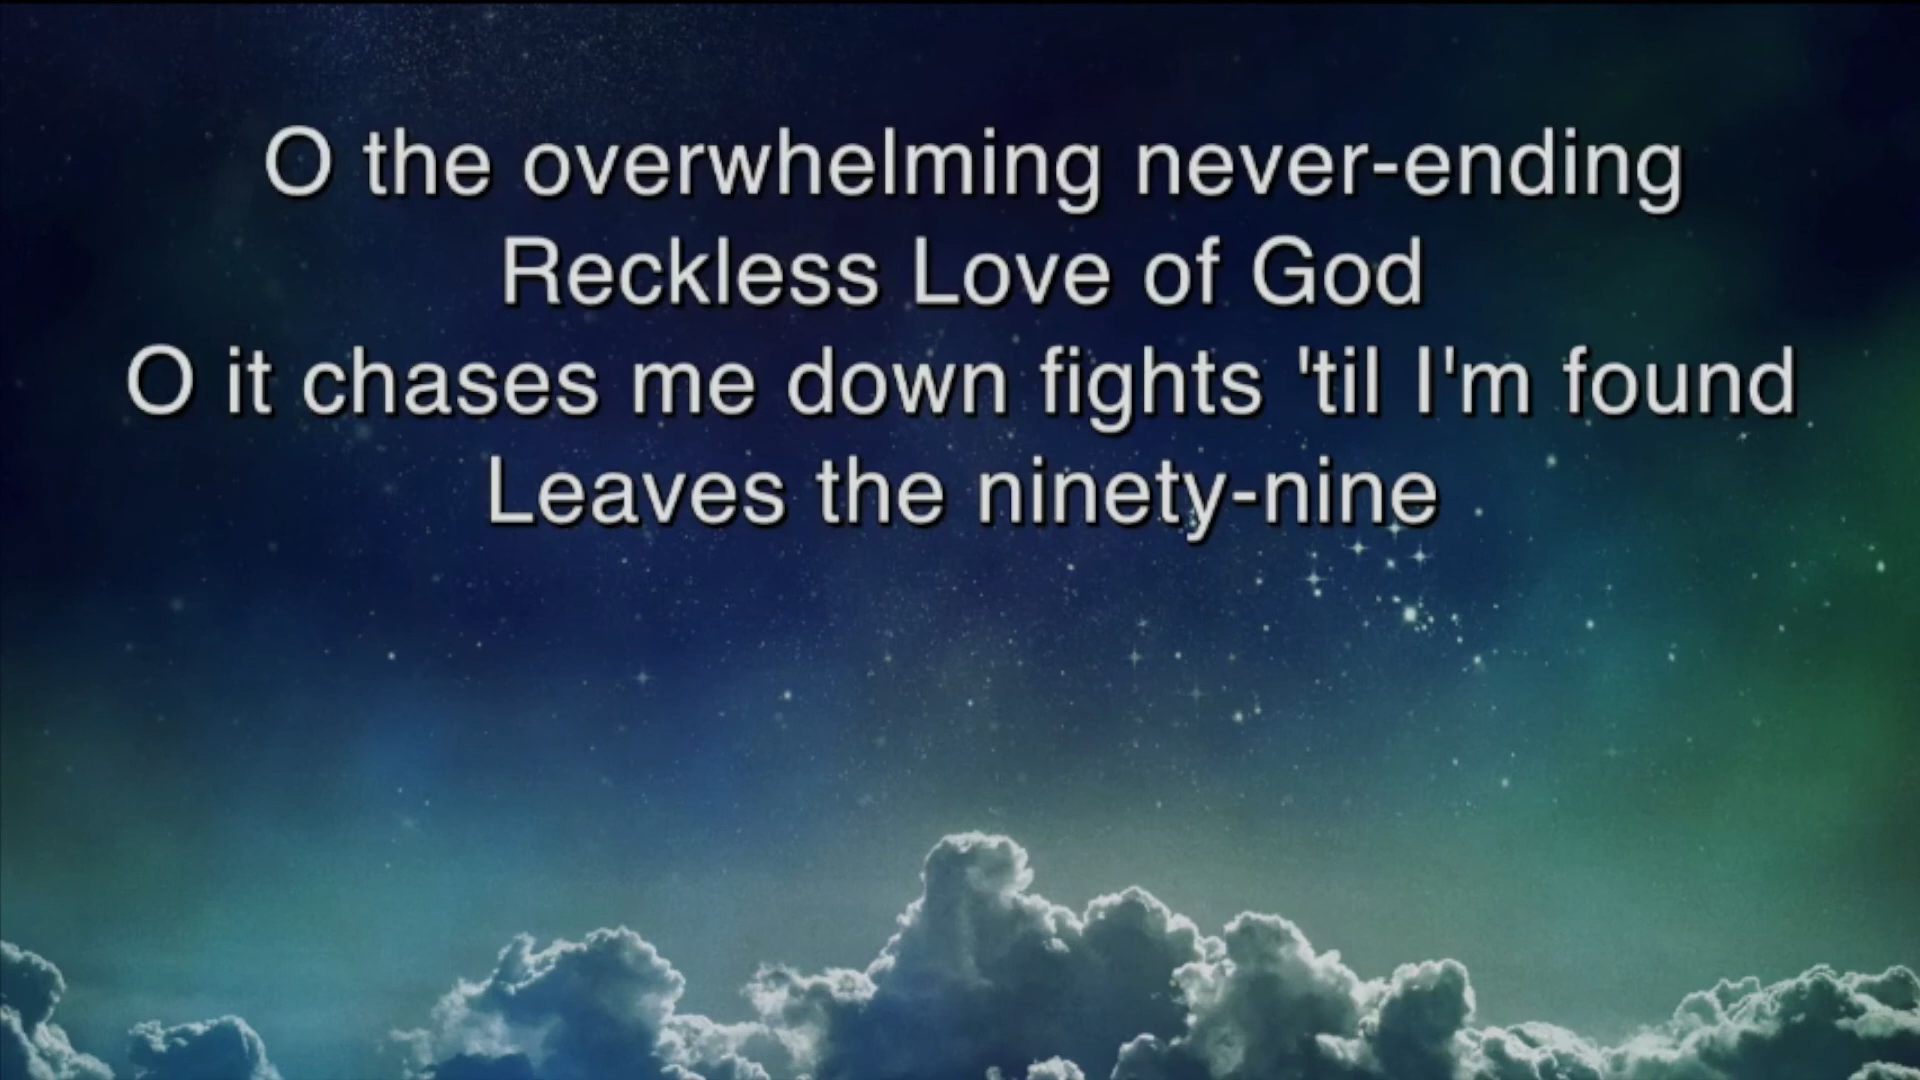 O the overwhelming never-ending
Reckless Love of God
O it chases me down fights 'til I'm found
Leaves the ninety-nine